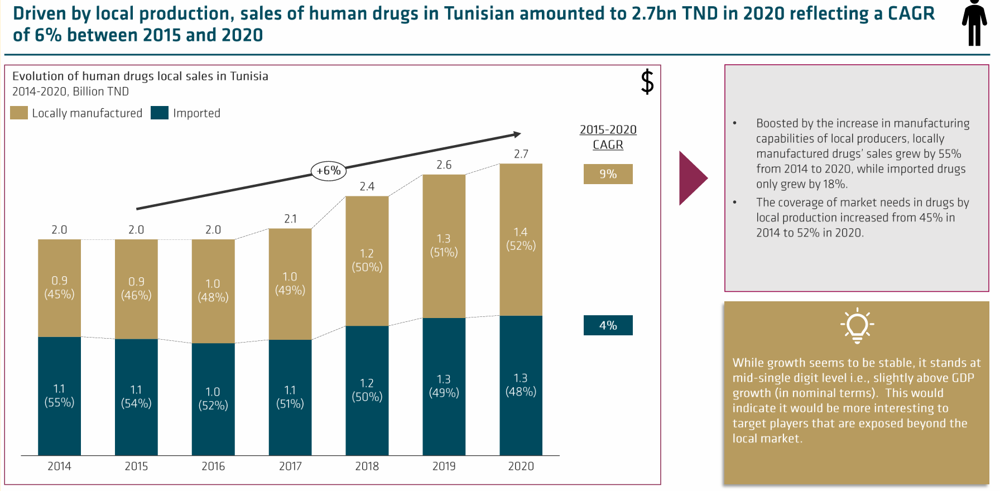 Driven by local production, sales of human drugs in Tunisian amounted to 2.7bn TND in 2020 reflecting a CAGR
of 6% between 2015 and 2020
Evolution of human drugs local sales in Tunisia
2014-2020, Billion TND
$
Locally manufactured
Imported
2015-2020
CAGR
+6%
9%
4%
2.0
2.0
2.0
2.1
2.4
2.6
2.7
0.9
(45%)
0.9
(46%)
1.0
(48%)
1.0
(49%)
1.2
(50%)
1.3
(51%)
1.4
(52%)
1.1
(55%)
1.1
(54%)
1.0
(52%)
1.1
(51%)
1.2
(50%)
1.3
(49%)
1.3
(48%)
2014
2015
2016
2017
2018
2019
2020
• Boosted by the increase in manufacturing
capabilities of local producers, locally
manufactured drugs’ sales grew by 55%
from 2014 to 2020, while imported drugs
only grew by 18%.
• The coverage of market needs in drugs by
local production increased from 45% in
2014 to 52% in 2020.
While growth seems to be stable, it stands at
mid-single digit level i.e., slightly above GDP
growth (in nominal terms).  This would
indicate it would be more interesting to
target players that are exposed beyond the
local market.